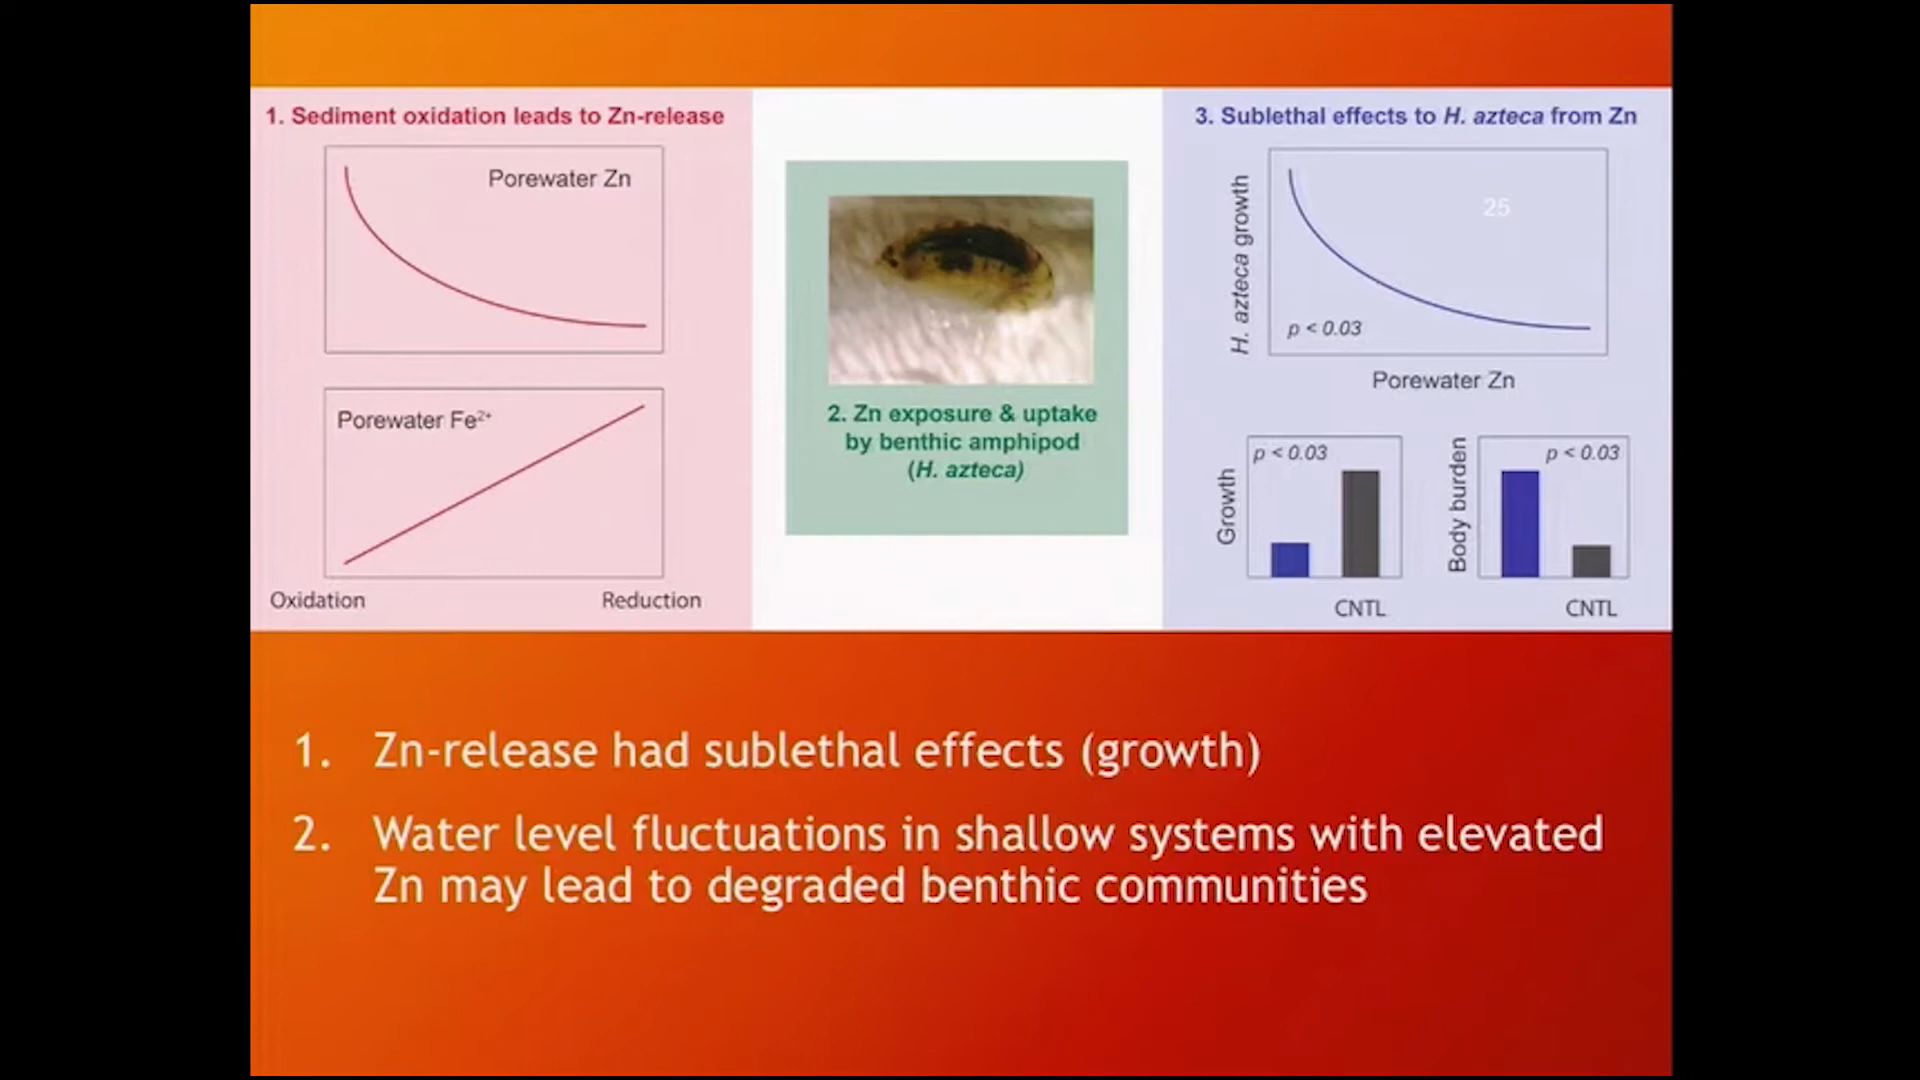 1. Sediment oxidation leads to Zn-release
Porewater Zn
Porewater Fe²⁺
Oxidation
Reduction
2. Zn exposure & uptake
by benthic amphipod
(H. azteca)
3. Sublethal effects to H. azteca from Zn
H. azteca growth
25
p < 0.03
Porewater Zn
Growth
p < 0.03
CNTL
Body burden
p < 0.03
CNTL
1. Zn-release had sublethal effects (growth)
2. Water level fluctuations in shallow systems with elevated
Zn may lead to degraded benthic communities